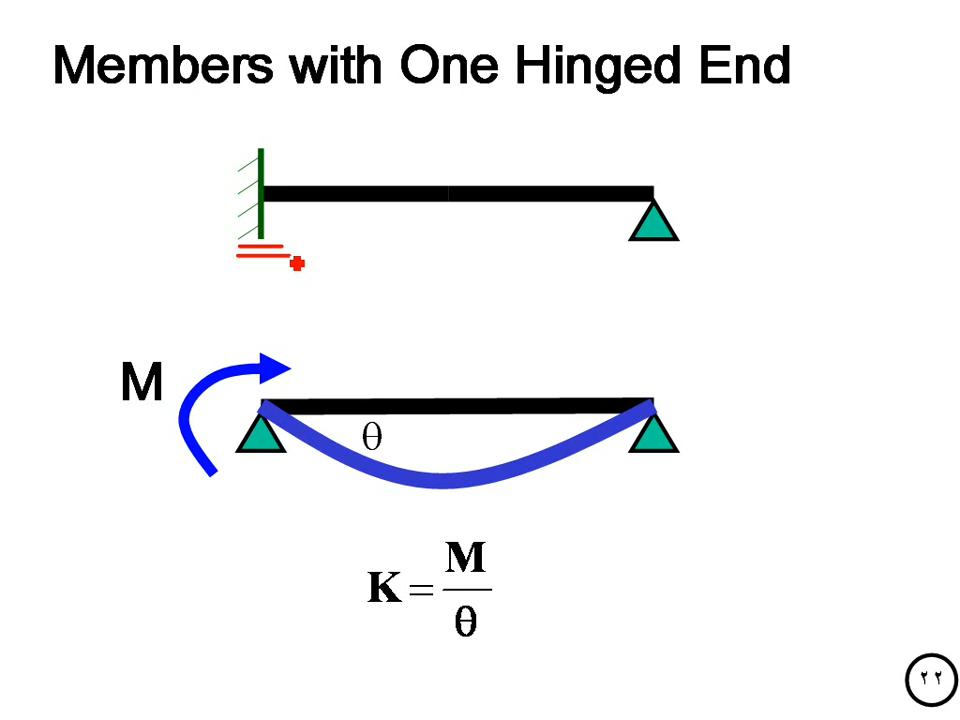 Members with One Hinged End
M
θ
K = M / θ
٢٢